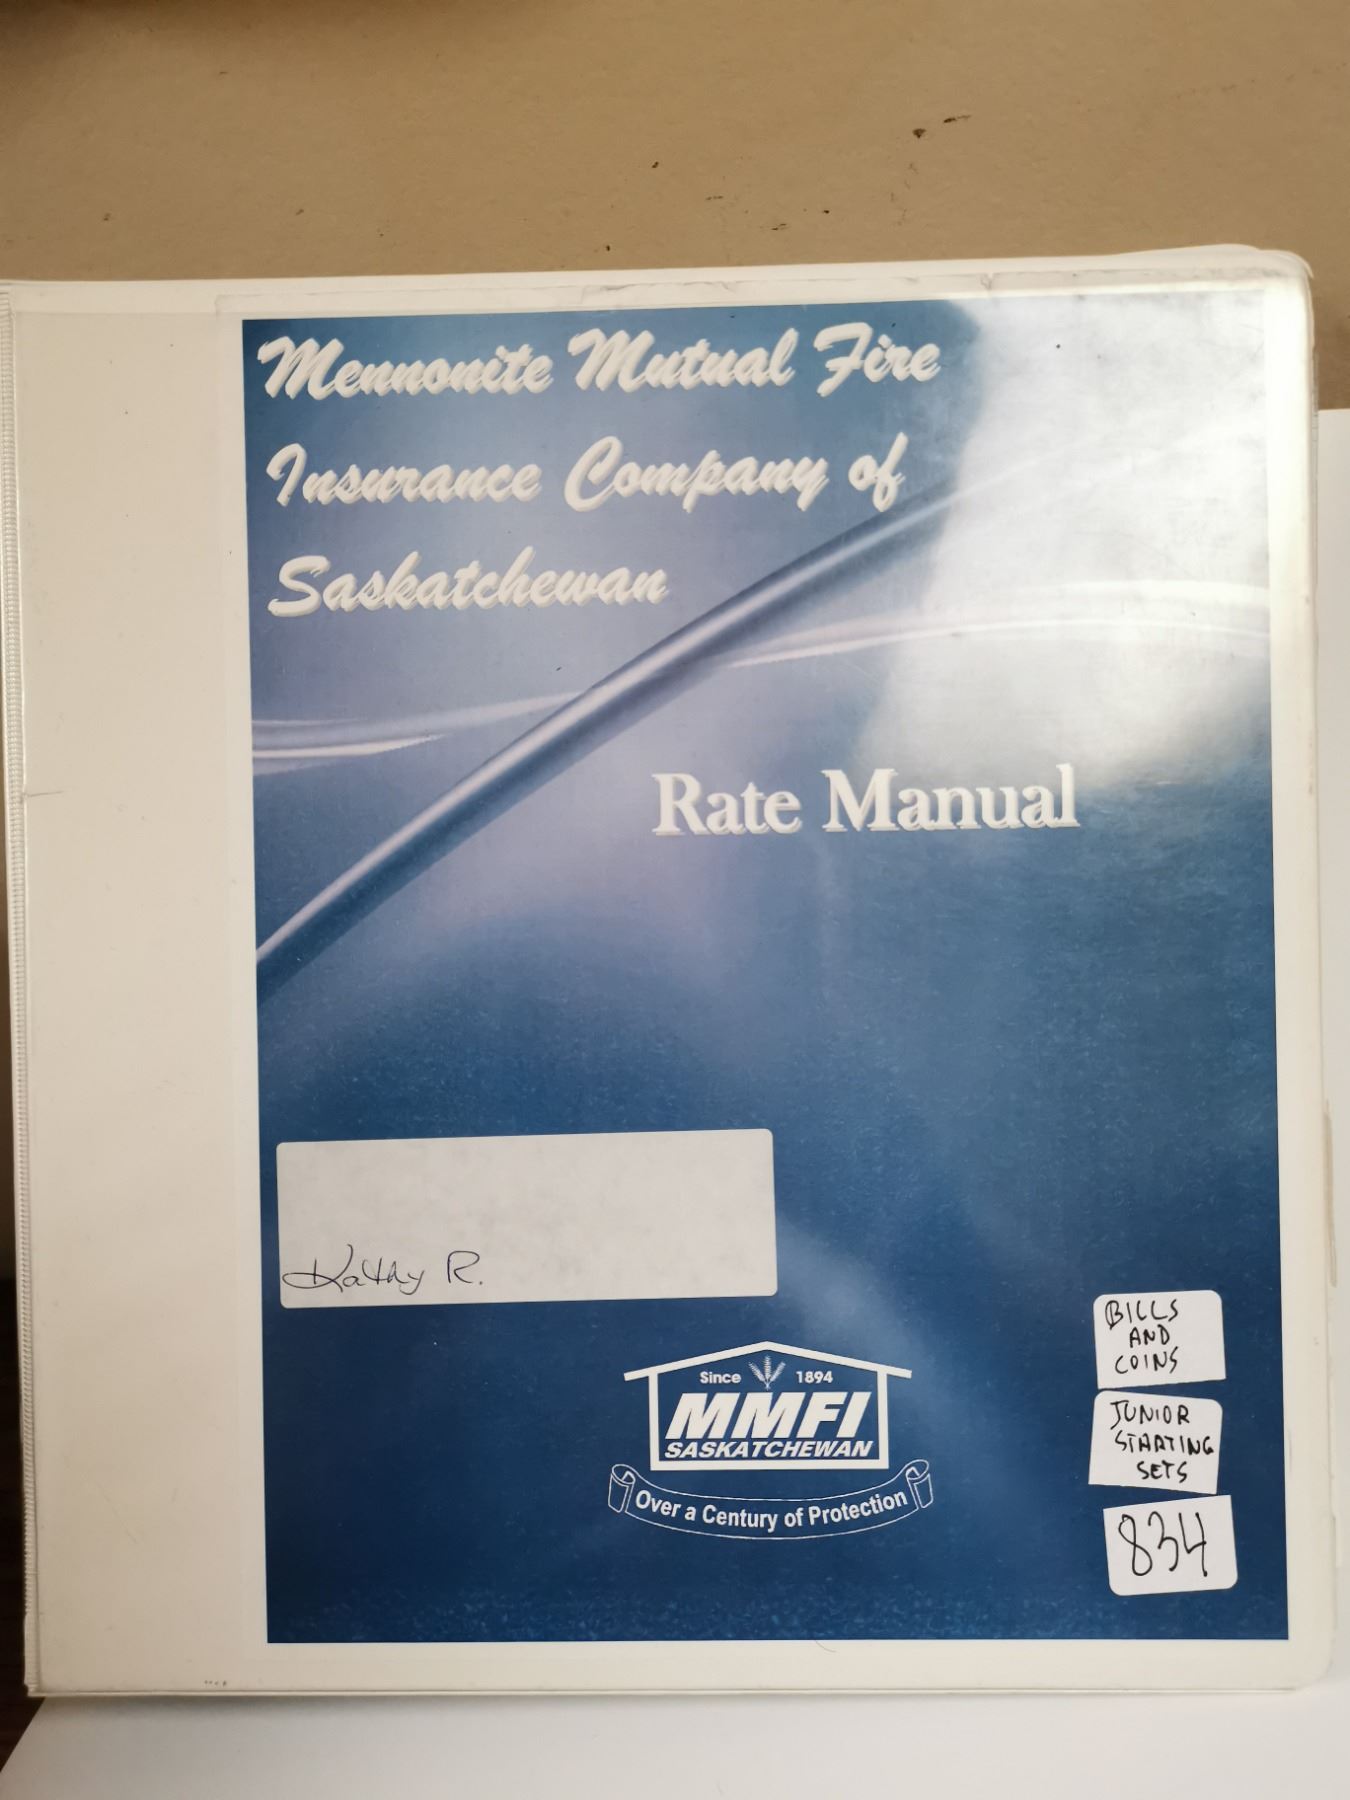 Mennonite Mutual Fire
Insurance Company of
Saskatchewan
Rate Manual
Kathy R.
Since 1894
MMFI
SASKATCHEWAN
Over a Century of Protection
BILLS
AND
COINS
JUNIOR
STARTING
SETS
834